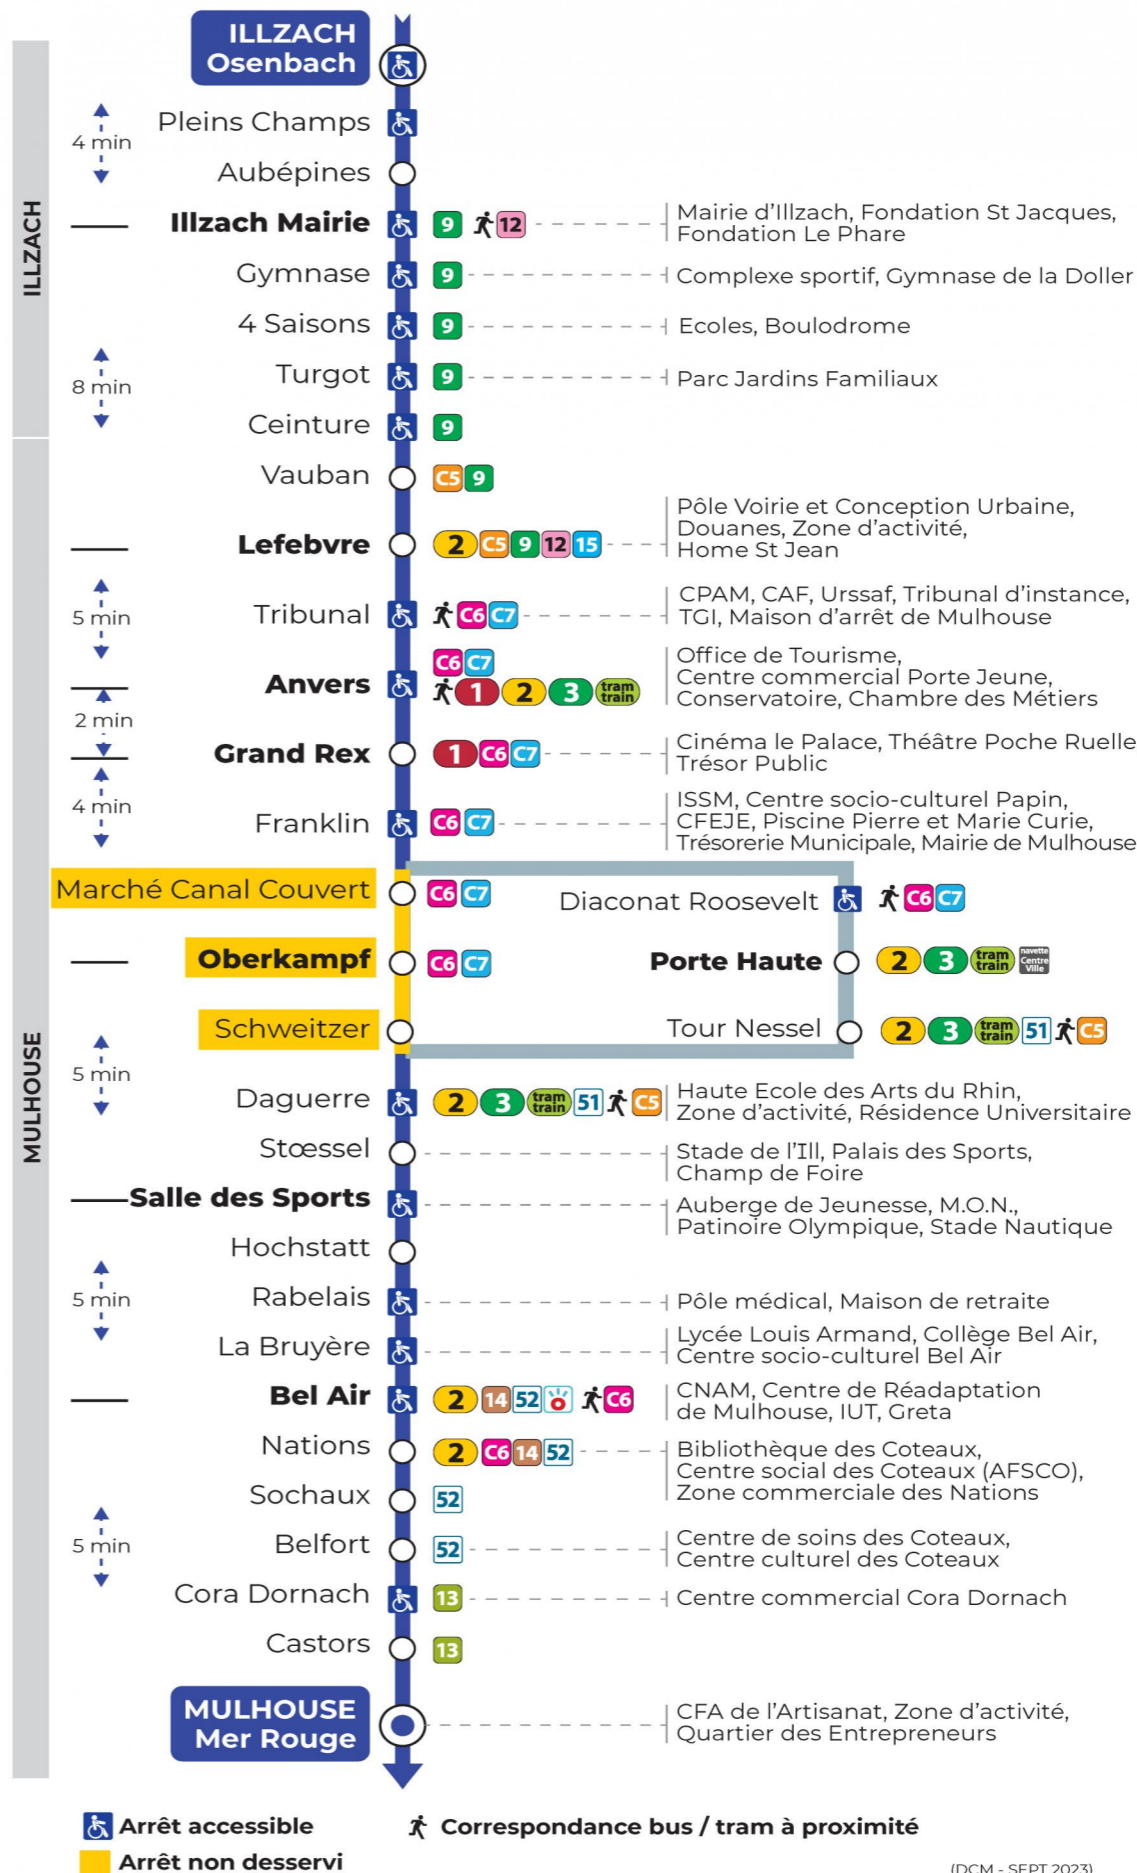 ILLZACH
Osenbach
Pleins Champs
4 min
Aubépines
ILLZACH
Illzach Mairie 9 12 Mairie d'Illzach, Fondation St Jacques,
Fondation Le Phare
Gymnase 9 Complexe sportif, Gymnase de la Doller
4 Saisons 9 Ecoles, Boulodrome
Turgot 9 Parc Jardins Familiaux
8 min
Ceinture 9
Vauban C5 9
Lefebvre 2 C5 9 12 15 Pôle Voirie et Conception Urbaine,
Douanes, Zone d'activité,
Home St Jean
5 min
Tribunal C6 C7 CPAM, CAF, Urssaf, Tribunal d'instance,
TGI, Maison d'arrêt de Mulhouse
C6 C7
Anvers 1 2 3 tram train Office de Tourisme,
Centre commercial Porte Jeune,
Conservatoire, Chambre des Métiers
2 min
Grand Rex 1 C6 C7 Cinéma le Palace, Théâtre Poche Ruelle
Trésor Public
4 min
Franklin C6 C7 ISSM, Centre socio-culturel Papin,
CFEJE, Piscine Pierre et Marie Curie,
Trésorerie Municipale, Mairie de Mulhouse
Marché Canal Couvert C6 C7 Diaconat Roosevelt C6 C7
Oberkampf C6 C7 Porte Haute 2 3 tram train navette Centre Ville
Schweitzer Tour Nessel 2 3 tram train 51 C5
MULHOUSE
5 min
Daguerre 2 3 tram train 51 C5 Haute Ecole des Arts du Rhin,
Zone d'activité, Résidence Universitaire
Stœssel Stade de l'Ill, Palais des Sports,
Champ de Foire
Salle des Sports Auberge de Jeunesse, M.O.N.,
Patinoire Olympique, Stade Nautique
Hochstatt
5 min
Rabelais Pôle médical, Maison de retraite
La Bruyère Lycée Louis Armand, Collège Bel Air,
Centre socio-culturel Bel Air
Bel Air 2 14 52 C6 CNAM, Centre de Réadaptation
de Mulhouse, IUT, Greta
Nations 2 C6 14 52 Bibliothèque des Coteaux,
Centre social des Coteaux (AFSCO),
Zone commerciale des Nations
Sochaux 52
5 min
Belfort 52 Centre de soins des Coteaux,
Centre culturel des Coteaux
Cora Dornach 13 Centre commercial Cora Dornach
Castors 13
MULHOUSE
Mer Rouge
CFA de l'Artisanat, Zone d'activité,
Quartier des Entrepreneurs
Arrêt accessible Correspondance bus / tram à proximité
Arrêt non desservi
(DCM - SEPT 2023)